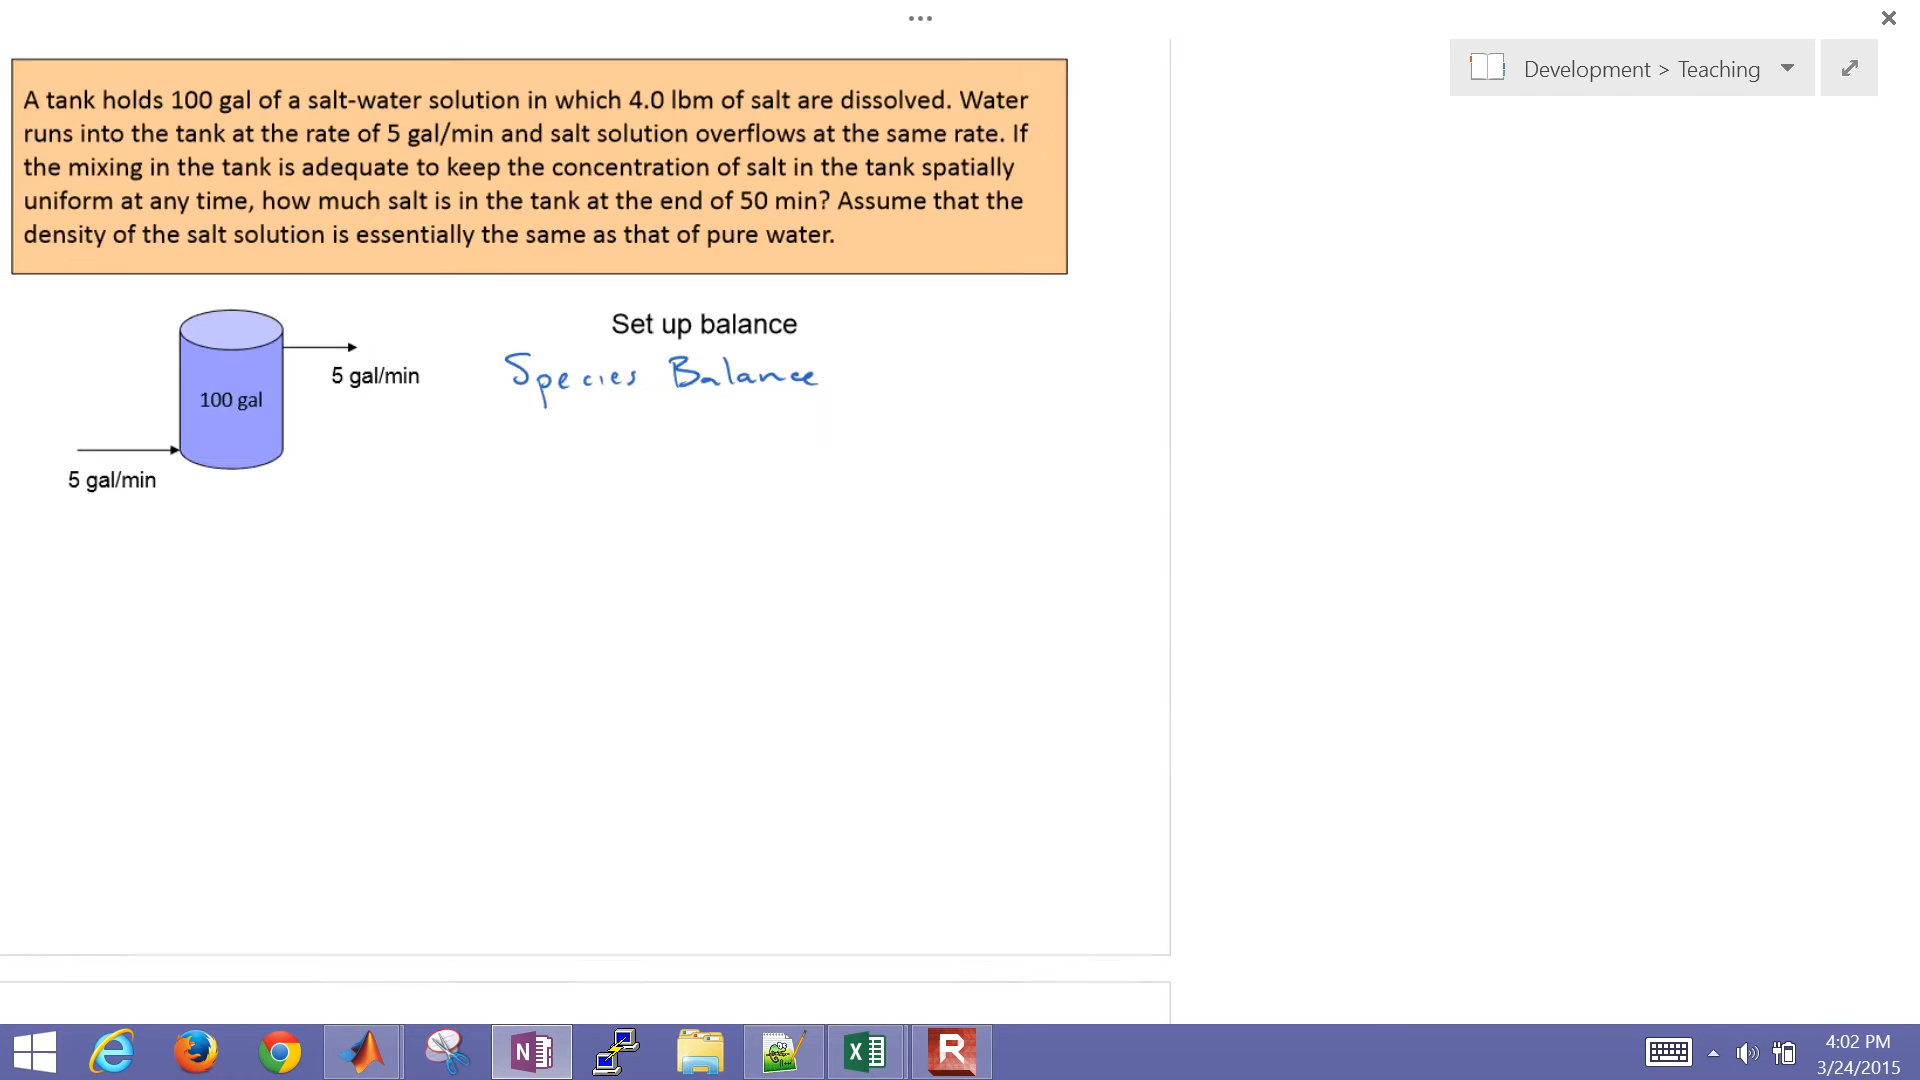 Development > Teaching
A tank holds 100 gal of a salt-water solution in which 4.0 lbm of salt are dissolved. Water
runs into the tank at the rate of 5 gal/min and salt solution overflows at the same rate. If
the mixing in the tank is adequate to keep the concentration of salt in the tank spatially
uniform at any time, how much salt is in the tank at the end of 50 min? Assume that the
density of the salt solution is essentially the same as that of pure water.
Set up balance
Species Balance
5 gal/min
100 gal
5 gal/min
N
X
R
4:02 PM
3/24/2015